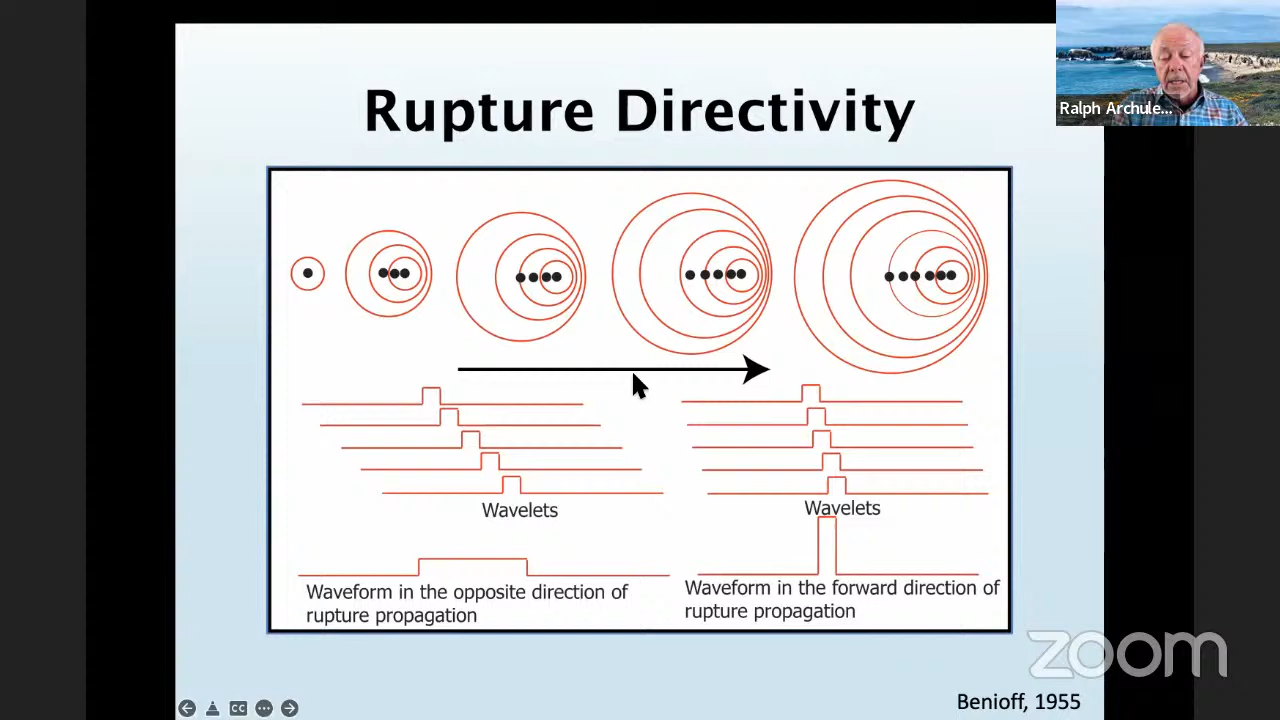 Rupture Directivity
Ralph Archule...
Wavelets
Wavelets
Waveform in the opposite direction of
rupture propagation
Waveform in the forward direction of
rupture propagation
zoom
CC
Benioff, 1955